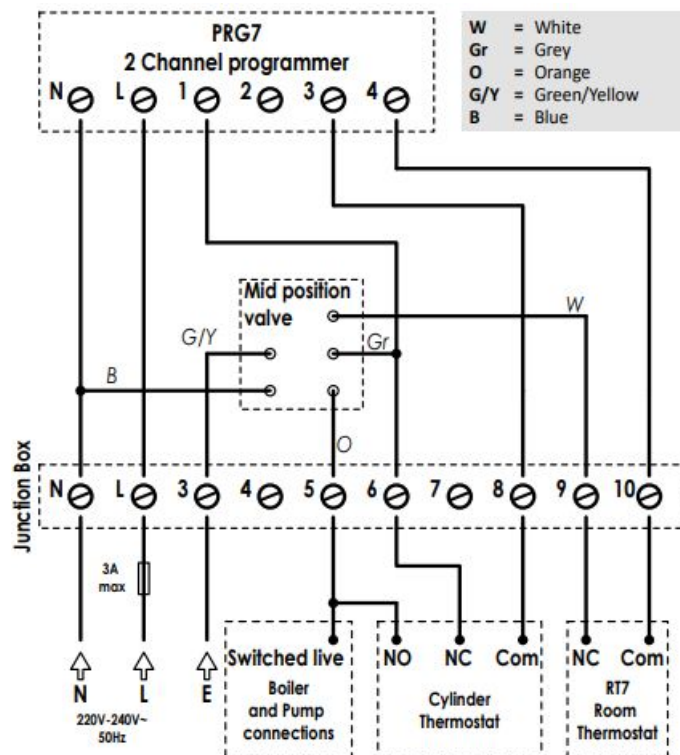 PRG7
2 Channel programmer
N L 1 2 3 4
W = White
Gr = Grey
O = Orange
G/Y = Green/Yellow
B = Blue
Mid position
valve
W
G/Y
Gr
B
O
Junction Box
N L 3 4 5 6 7 8 9 10
3A
max
N L E
220V-240V~
50Hz
Switched live
Boiler
and Pump
connections
NO NC Com
Cylinder
Thermostat
NC Com
RT7
Room
Thermostat